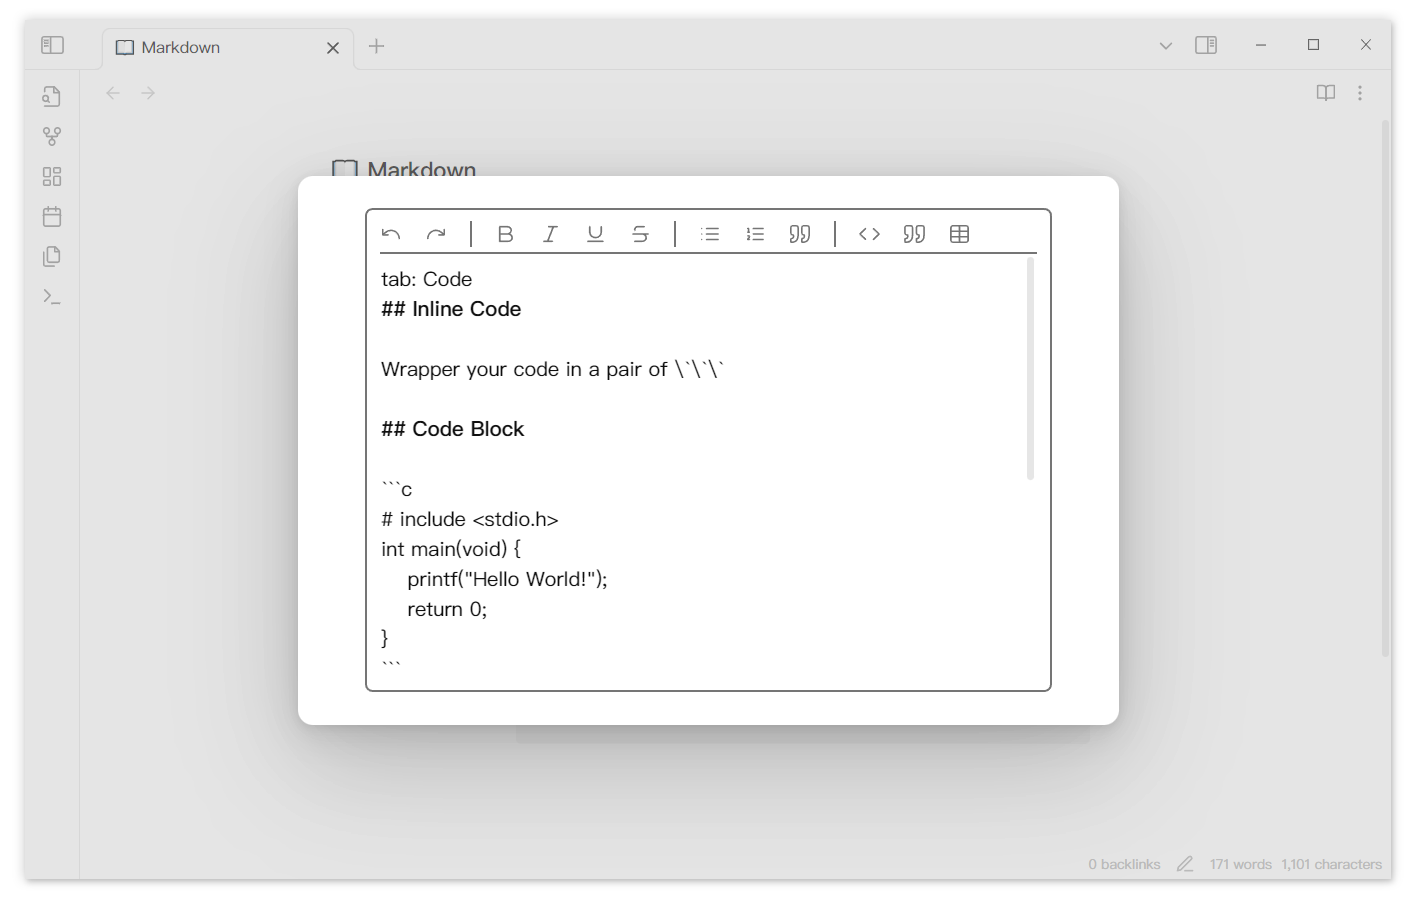 Markdown
Markdown
tab: Code
## Inline Code
Wrapper your code in a pair of \`\`\`
## Code Block
```c
# include <stdio.h>
int main(void) {
    printf("Hello World!");
    return 0;
}
```
0 backlinks 171 words 1,101 characters